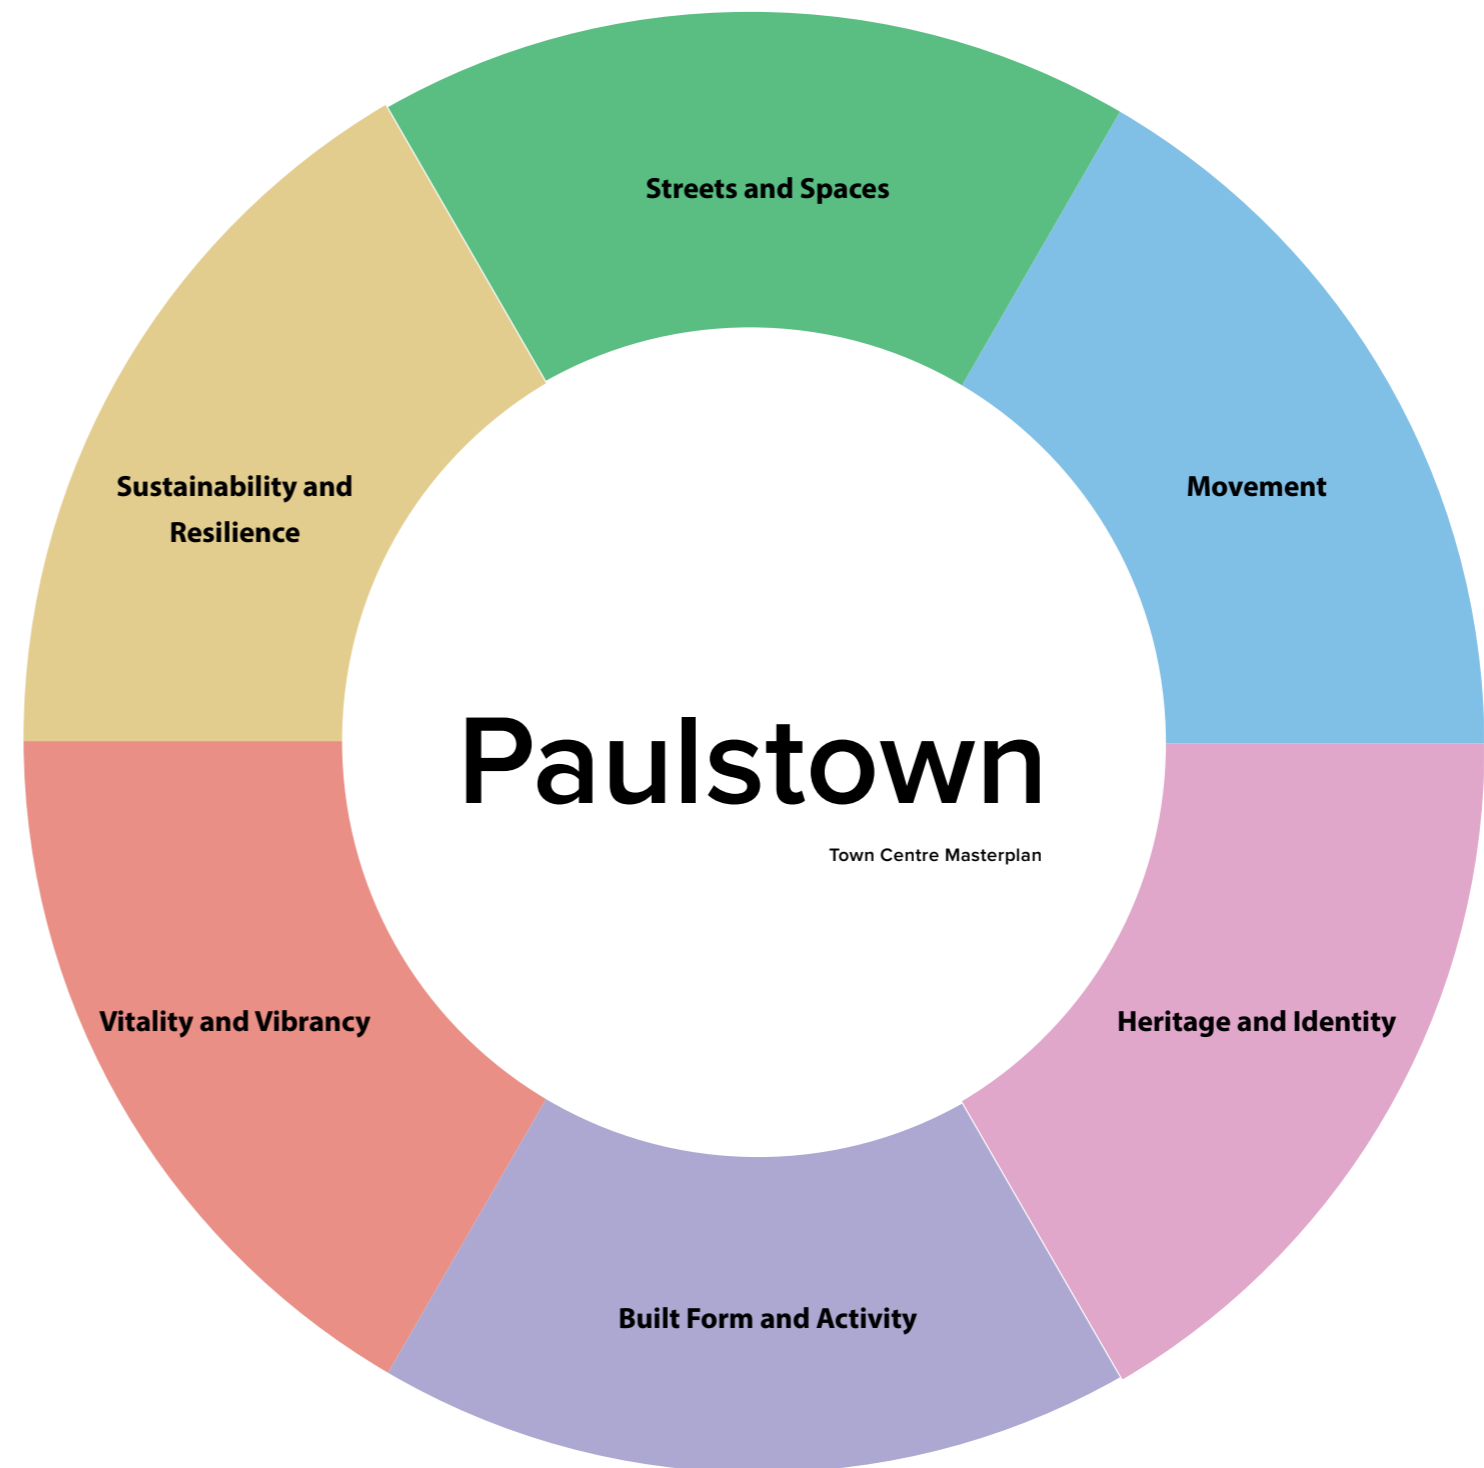 Streets and Spaces
Movement
Sustainability and
Resilience
Paulstown
Town Centre Masterplan
Vitality and Vibrancy
Heritage and Identity
Built Form and Activity